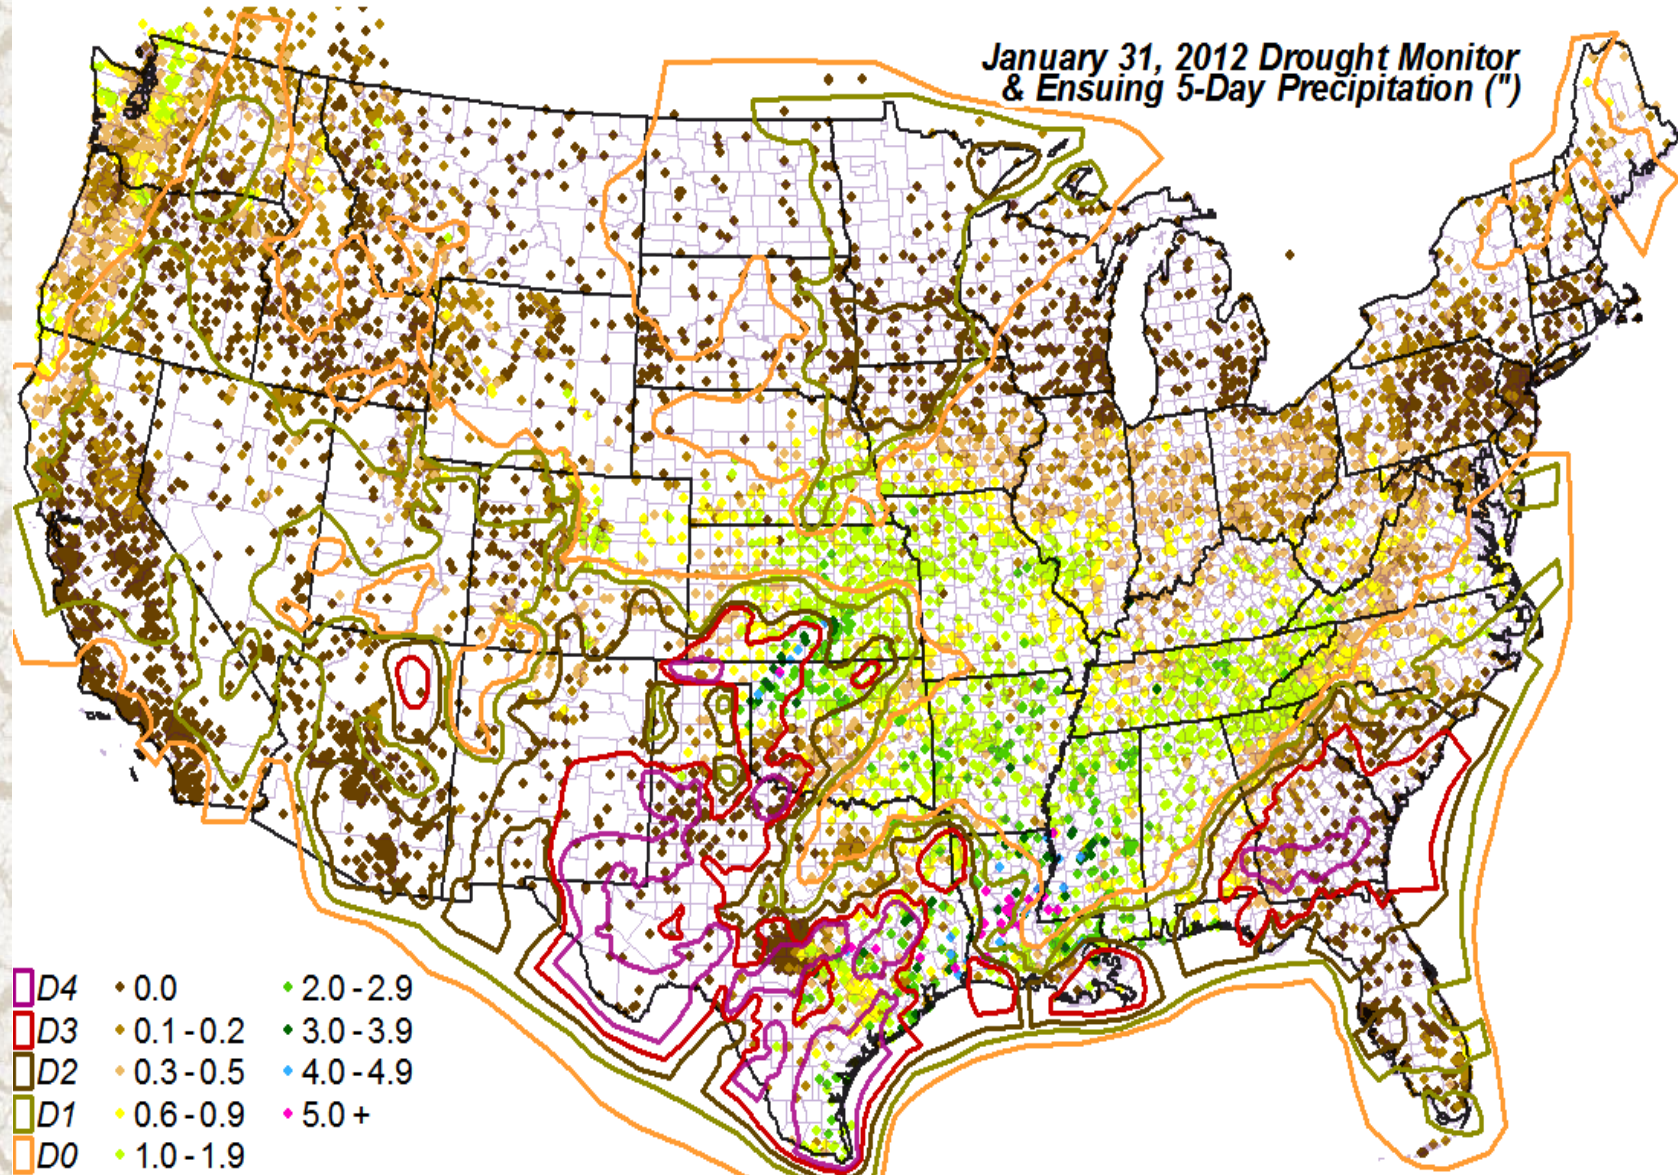 January 31, 2012 Drought Monitor
& Ensuing 5-Day Precipitation (")
D4
D3
D2
D1
D0
0.0
0.1 - 0.2
0.3 - 0.5
0.6 - 0.9
1.0 - 1.9
2.0 - 2.9
3.0 - 3.9
4.0 - 4.9
5.0 +